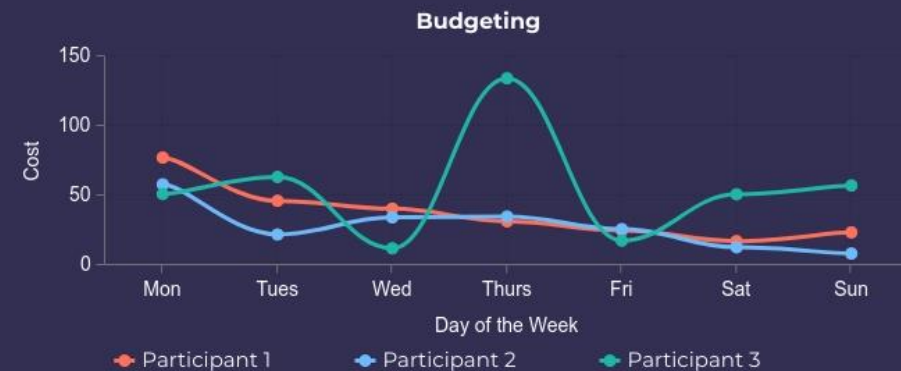 Budgeting
150
100
50
0
Cost
Mon Tues Wed Thurs Fri Sat Sun
Day of the Week
Participant 1 Participant 2 Participant 3